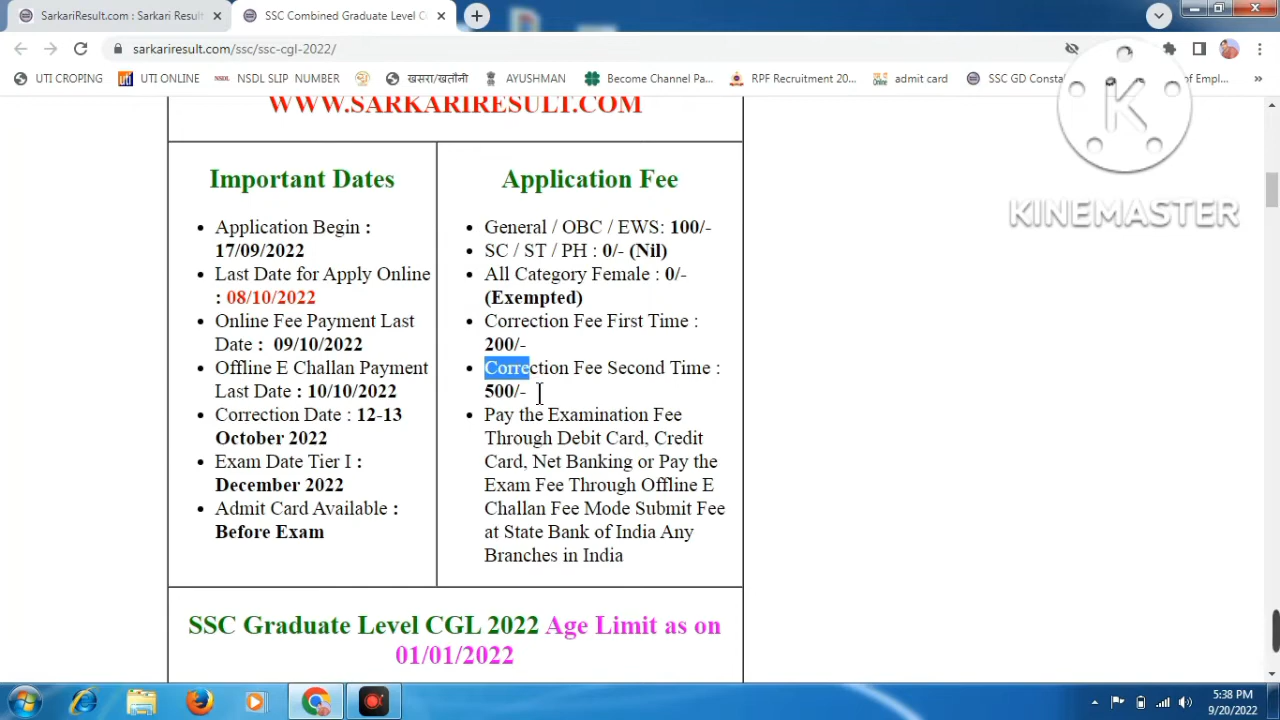 SarkariResult.com : Sarkari Result
SSC Combined Graduate Level C
sarkariresult.com/ssc/ssc-cgl-2022/
UTI CROPING
UTI ONLINE
NSDL SLIP NUMBER
खसरा/खतौनी
AYUSHMAN
Become Channel Pa...
RPF Recruitment 20...
admit card
SSC GD Consta
of Empl...
K
KINEMASTER
WWW.SARKARIRESULT.COM
Important Dates
Application Begin :
17/09/2022
Last Date for Apply Online
: 08/10/2022
Online Fee Payment Last
Date : 09/10/2022
Offline E Challan Payment
Last Date : 10/10/2022
Correction Date : 12-13
October 2022
Exam Date Tier I :
December 2022
Admit Card Available :
Before Exam
Application Fee
General / OBC / EWS: 100/-
SC / ST / PH : 0/- (Nil)
All Category Female : 0/-
(Exempted)
Correction Fee First Time :
200/-
Correction Fee Second Time :
500/-
Pay the Examination Fee
Through Debit Card, Credit
Card, Net Banking or Pay the
Exam Fee Through Offline E
Challan Fee Mode Submit Fee
at State Bank of India Any
Branches in India
SSC Graduate Level CGL 2022 Age Limit as on
01/01/2022
5:38 PM
9/20/2022